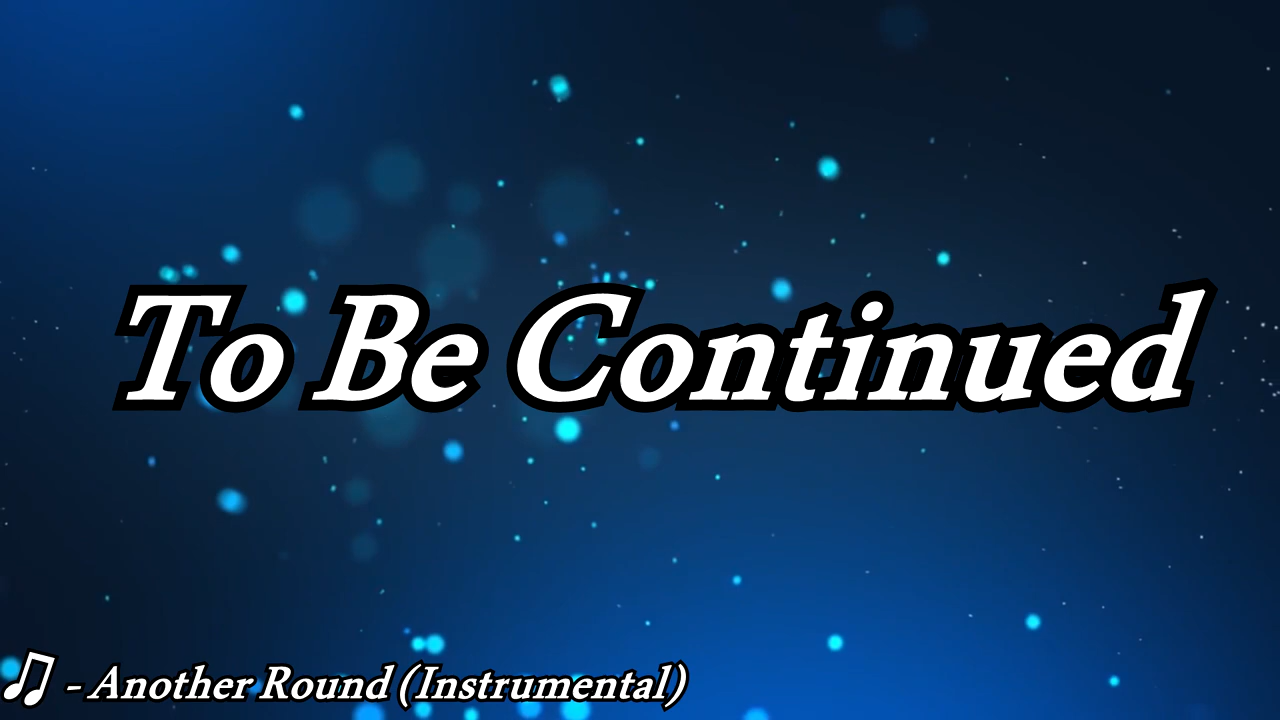 To Be Continued
♫ - Another Round (Instrumental)